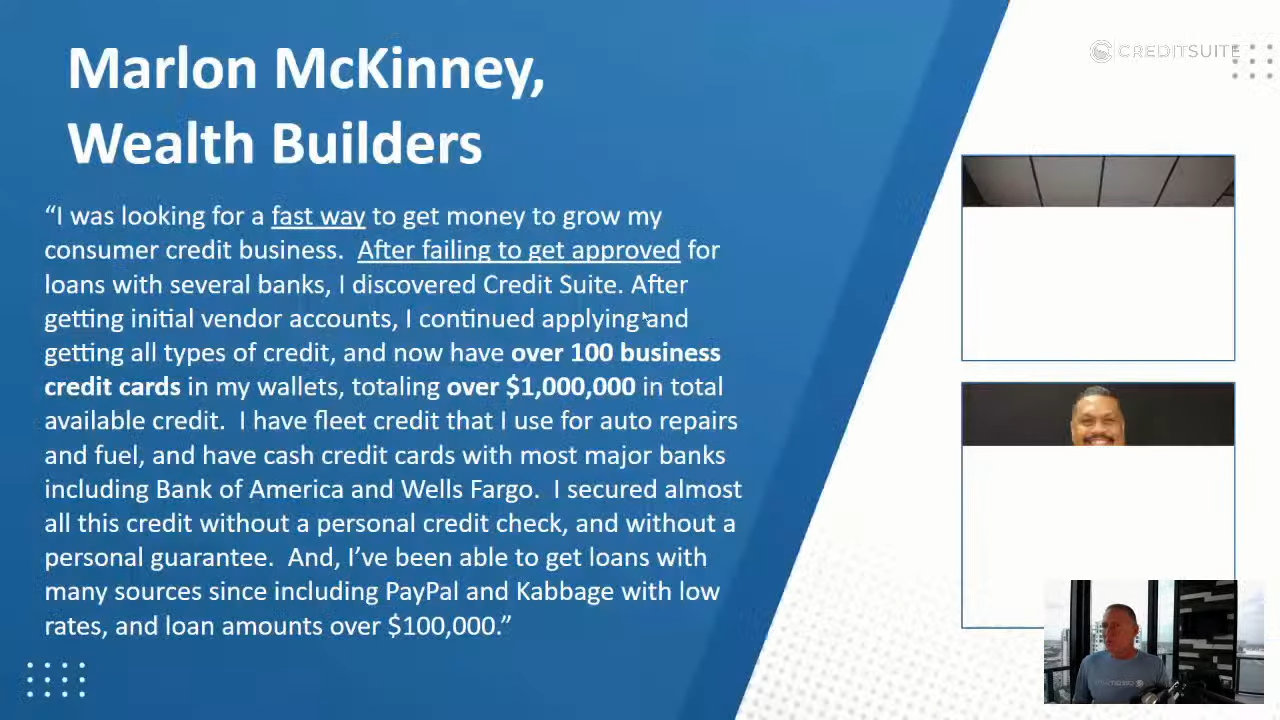 Marlon McKinney,
Wealth Builders
“I was looking for a fast way to get money to grow my
consumer credit business.  After failing to get approved for
loans with several banks, I discovered Credit Suite. After
getting initial vendor accounts, I continued applying and
getting all types of credit, and now have over 100 business
credit cards in my wallets, totaling over $1,000,000 in total
available credit.  I have fleet credit that I use for auto repairs
and fuel, and have cash credit cards with most major banks
including Bank of America and Wells Fargo.  I secured almost
all this credit without a personal credit check, and without a
personal guarantee.  And, I’ve been able to get loans with
many sources since including PayPal and Kabbage with low
rates, and loan amounts over $100,000.”
CREDITSUITE